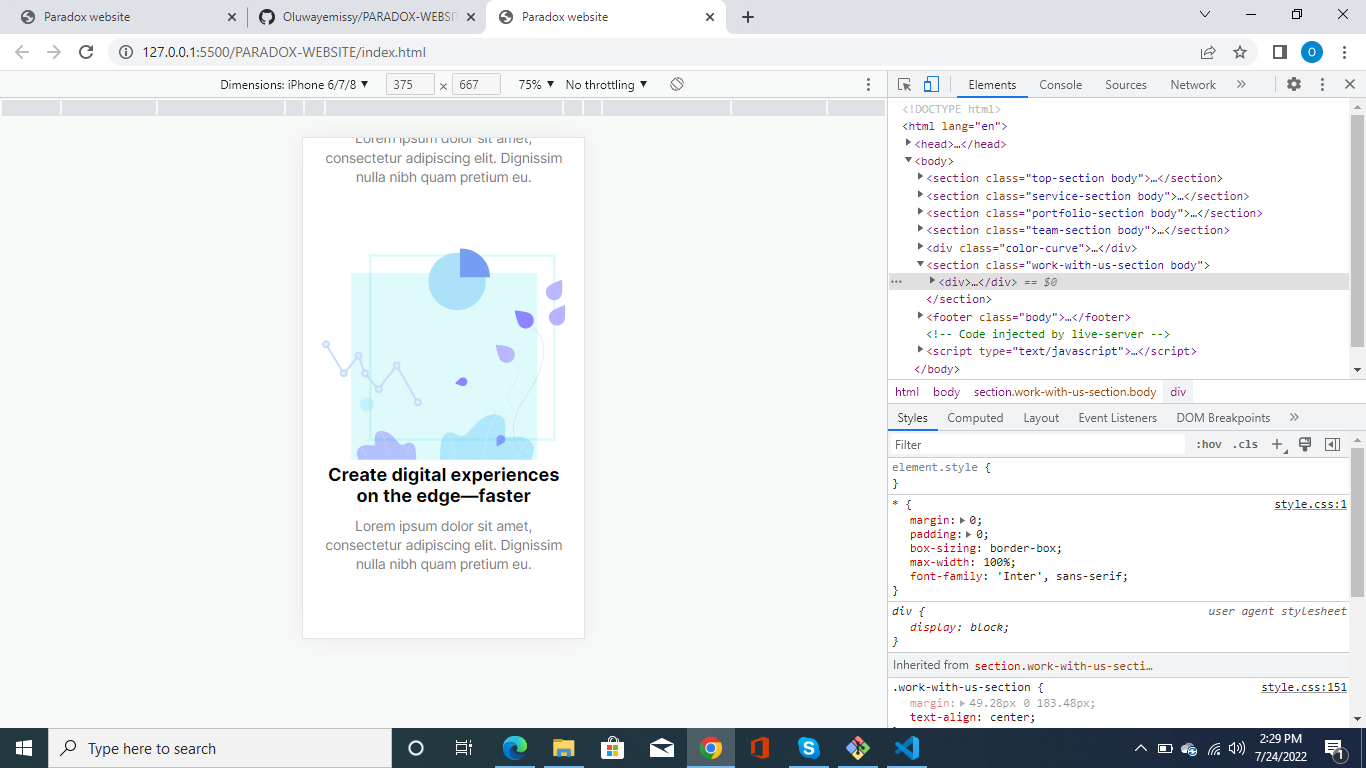 Paradox website
Oluwayemissy/PARADOX-WEBSIT
Paradox website
127.0.0.1:5500/PARADOX-WEBSITE/index.html
O
Dimensions: iPhone 6/7/8 ▼
375 × 667
75% ▼
No throttling ▼
Elements Console Sources Network »
Lorem ipsum dolor sit amet,
consectetur adipiscing elit. Dignissim
nulla nibh quam pretium eu.
Create digital experiences
on the edge—faster
Lorem ipsum dolor sit amet,
consectetur adipiscing elit. Dignissim
nulla nibh quam pretium eu.
<!DOCTYPE html>
<html lang="en">
<head>…</head>
<body>
<section class="top-section body">…</section>
<section class="service-section body">…</section>
<section class="portfolio-section body">…</section>
<section class="team-section body">…</section>
<div class="color-curve">…</div>
<section class="work-with-us-section body">
<div>…</div> == $0
</section>
<footer class="body">…</footer>
<!-- Code injected by live-server -->
<script type="text/javascript">…</script>
</body>
html body section.work-with-us-section.body div
Styles Computed Layout Event Listeners DOM Breakpoints »
Filter :hov .cls
element.style {
}
* { style.css:1
margin: 0;
padding: 0;
box-sizing: border-box;
max-width: 100%;
font-family: 'Inter', sans-serif;
}
div { user agent stylesheet
display: block;
}
Inherited from section.work-with-us-secti…
.work-with-us-section { style.css:151
margin: 49.28px 0 183.48px;
text-align: center;
Type here to search
2:29 PM
7/24/2022
1